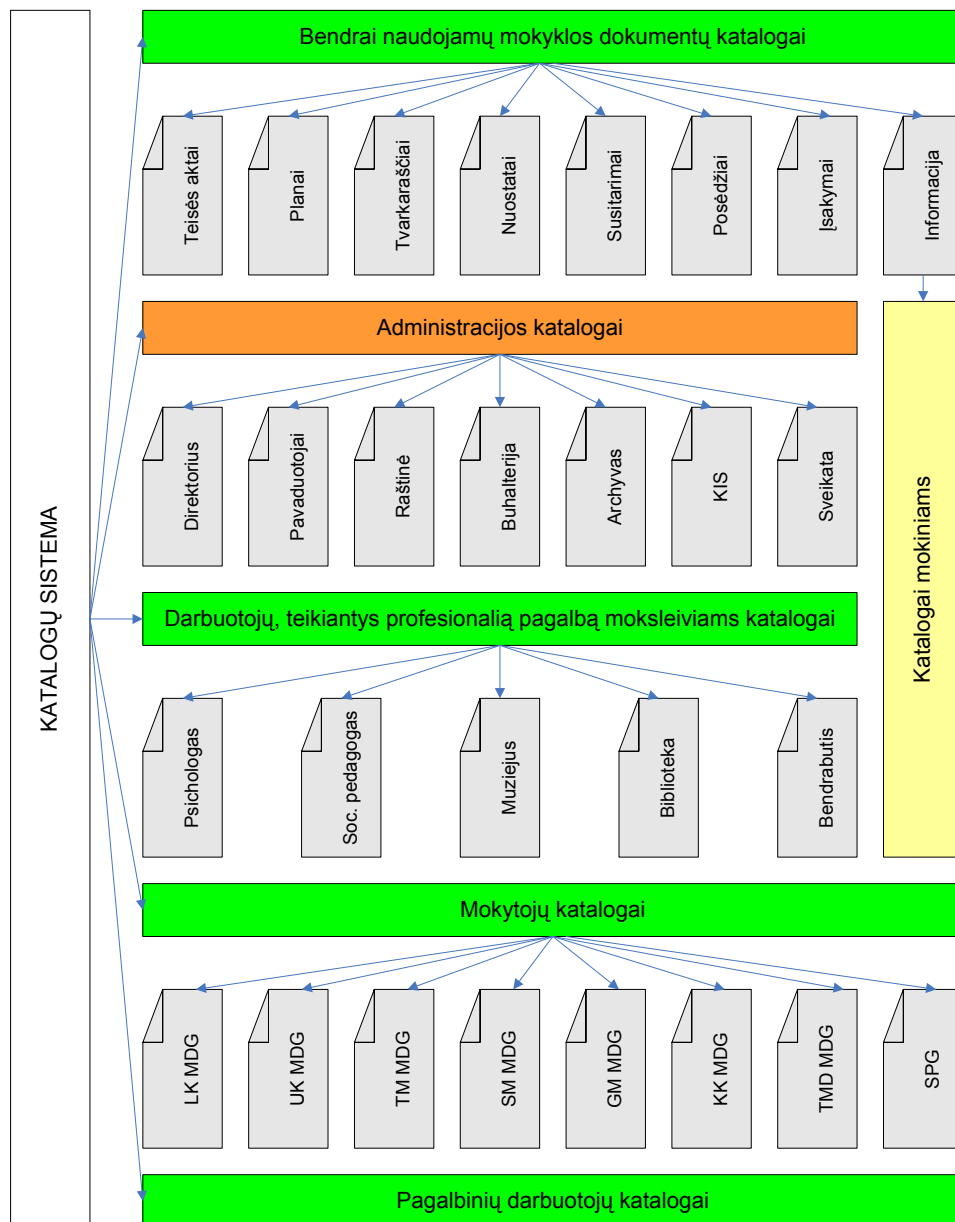 KATALOGŲ SISTEMA
Bendrai naudojamų mokyklos dokumentų katalogai
Teisės aktai
Planai
Tvarkaraščiai
Nuostatai
Susitarimai
Posėdžiai
Įsakymai
Informacija
Administracijos katalogai
Direktorius
Pavaduotojai
Raštinė
Buhalterija
Archyvas
KIS
Sveikata
Katalogai mokiniams
Darbuotojų, teikiantys profesionalią pagalbą moksleiviams katalogai
Psichologas
Soc. pedagogas
Muziejus
Biblioteka
Bendrabutis
Mokytojų katalogai
LK MDG
UK MDG
TM MDG
SM MDG
GM MDG
KK MDG
TMD MDG
SPG
Pagalbinių darbuotojų katalogai